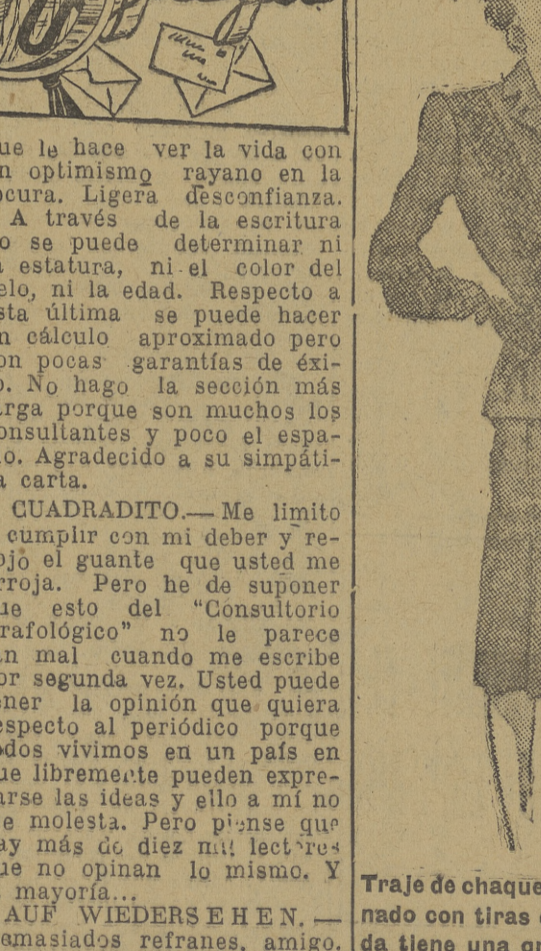 ue le hace ver la vida con
n optimismo rayano en la
ocura. Ligera desconfianza.
A través de la escritura
o se puede determinar ni
a estatura, ni el color del
elo, ni la edad. Respecto a
sta última se puede hacer
n cálculo aproximado pero
on pocas garantías de éxi-
o. No hago la sección más
arga porque son muchos los
onsultantes y poco el espa-
io. Agradecido a su simpáti-
a carta.
CUADRADITO.— Me limito
cumplir con mi deber y re-
ojo el guante que usted me
rroja. Pero he de suponer
ue esto del "Consultorio
rafológico" no le parece
an mal cuando me escribe
or segunda vez. Usted puede
ener la opinión que quiera
especto al periódico porque
odos vivimos en un país en
ue libremente pueden expre-
arse las ideas y ello a mí no
e molesta. Pero piense que
ay más de diez mil lectores
ue no opinan lo mismo. Y
mayoría...
AUF WIEDERSEHEN. —
emasiados refranes, amigo.
Traje de chaque
nado con tiras
da tiene una